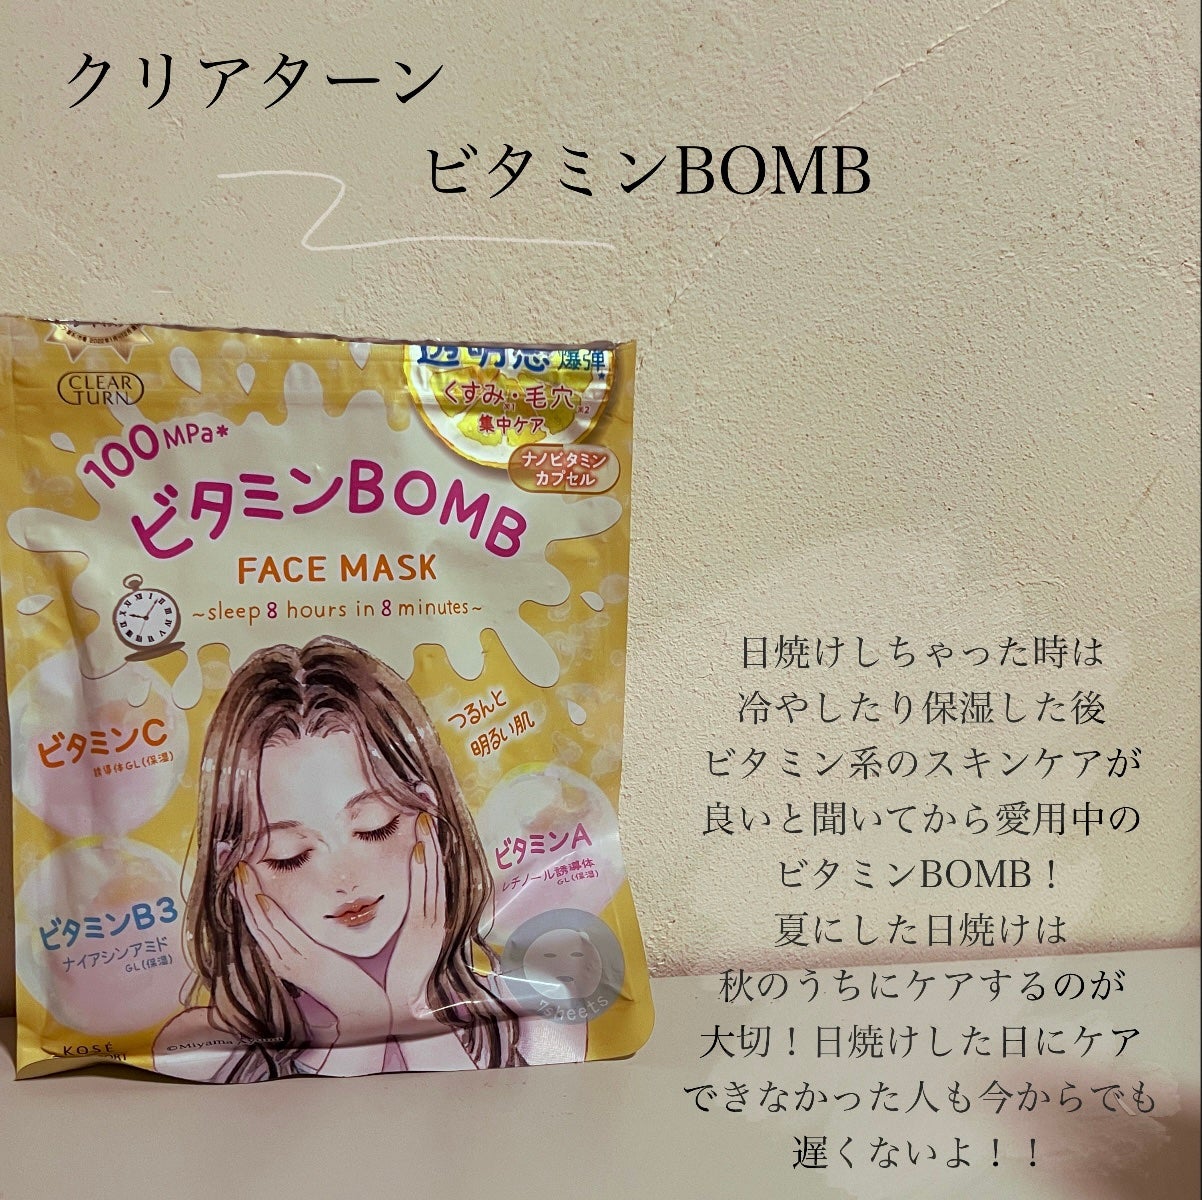 クリアターン
ビタミンBOMB
CLEAR
TURN
透明感 爆弾
くすみ・毛穴
※1 ※2
集中ケア
ナノビタミン
カプセル
100MPa*
ビタミンBOMB
FACE MASK
~sleep 8 hours in 8 minutes~
つるんと
明るい肌
ビタミンC
誘導体GL(保湿)
ビタミンA
レチノール誘導体
GL(保湿)
ビタミンB3
ナイアシンアミド
GL(保湿)
7sheets
KOSÉ
©Miyama Ayumi
日焼けしちゃった時は
冷やしたり保湿した後
ビタミン系のスキンケアが
良いと聞いてから愛用中の
ビタミンBOMB！
夏にした日焼けは
秋のうちにケアするのが
大切！日焼けした日にケア
できなかった人も今からでも
遅くないよ！！